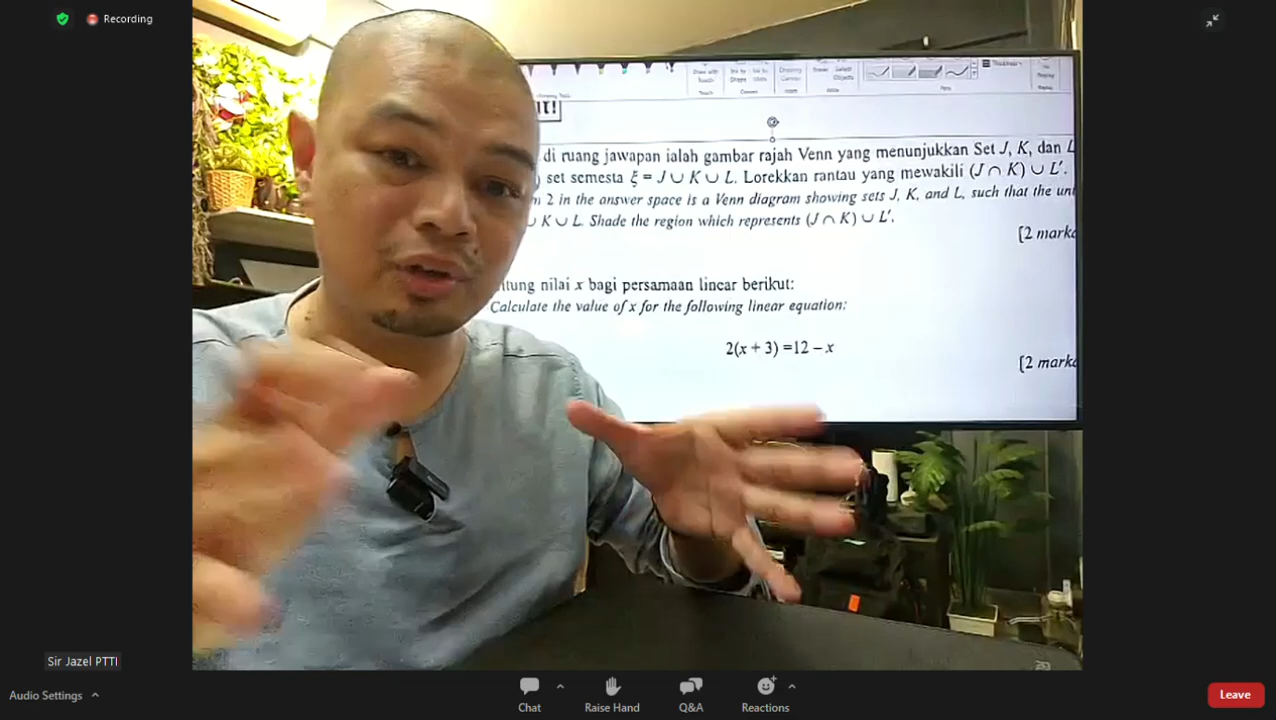 Recording
di ruang jawapan ialah gambar rajah Venn yang menunjukkan Set J, K, dan L
) set semesta ξ = J ∪ K ∪ L. Lorekkan rantau yang mewakili (J ∩ K) ∪ L′.
2 in the answer space is a Venn diagram showing sets J, K, and L, such that the uni
∪ K ∪ L. Shade the region which represents (J ∩ K) ∪ L′.
[2 marka
tung nilai x bagi persamaan linear berikut:
Calculate the value of x for the following linear equation:
2(x + 3) =12 – x
[2 marka
Sir Jazel PTTI
Audio Settings
Chat
Raise Hand
Q&A
Reactions
Leave